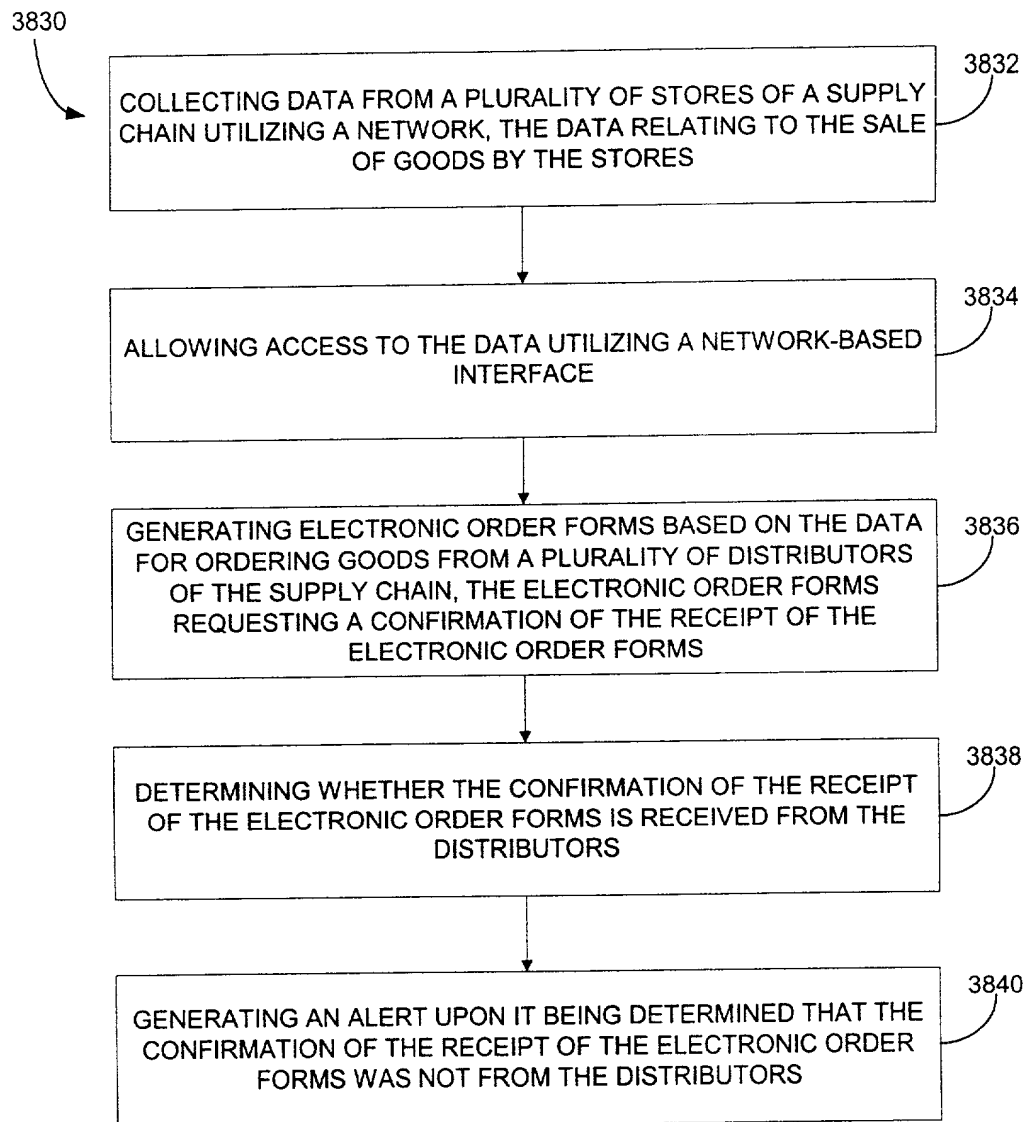 3830
3832
COLLECTING DATA FROM A PLURALITY OF STORES OF A SUPPLY
CHAIN UTILIZING A NETWORK, THE DATA RELATING TO THE SALE
OF GOODS BY THE STORES
3834
ALLOWING ACCESS TO THE DATA UTILIZING A NETWORK-BASED
INTERFACE
3836
GENERATING ELECTRONIC ORDER FORMS BASED ON THE DATA
FOR ORDERING GOODS FROM A PLURALITY OF DISTRIBUTORS
OF THE SUPPLY CHAIN, THE ELECTRONIC ORDER FORMS
REQUESTING A CONFIRMATION OF THE RECEIPT OF THE
ELECTRONIC ORDER FORMS
3838
DETERMINING WHETHER THE CONFIRMATION OF THE RECEIPT
OF THE ELECTRONIC ORDER FORMS IS RECEIVED FROM THE
DISTRIBUTORS
3840
GENERATING AN ALERT UPON IT BEING DETERMINED THAT THE
CONFIRMATION OF THE RECEIPT OF THE ELECTRONIC ORDER
FORMS WAS NOT FROM THE DISTRIBUTORS